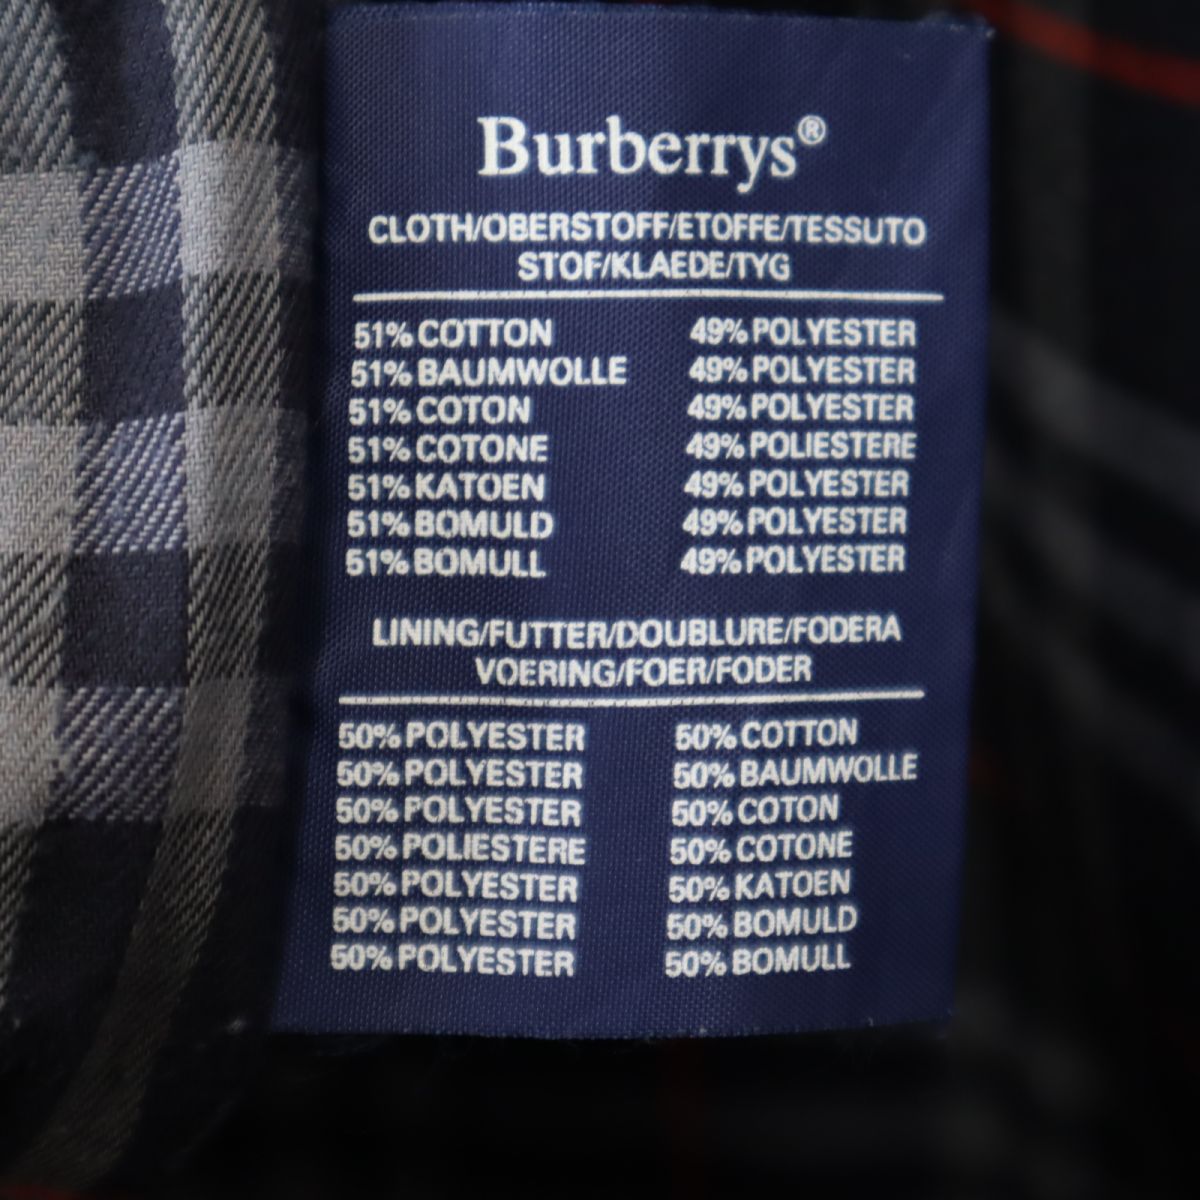 Burberrys®
CLOTH/OBERSTOFF/ETOFFE/TESSUTO
STOF/KLAEDE/TYG
51% COTTON 49% POLYESTER
51% BAUMWOLLE 49% POLYESTER
51% COTON 49% POLYESTER
51% COTONE 49% POLIESTERE
51% KATOEN 49% POLYESTER
51% BOMULD 49% POLYESTER
51% BOMULL 49% POLYESTER
LINING/FUTTER/DOUBLURE/FODERA
VOERING/FOER/FODER
50% POLYESTER 50% COTTON
50% POLYESTER 50% BAUMWOLLE
50% POLYESTER 50% COTON
50% POLIESTERE 50% COTONE
50% POLYESTER 50% KATOEN
50% POLYESTER 50% BOMULD
50% POLYESTER 50% BOMULL